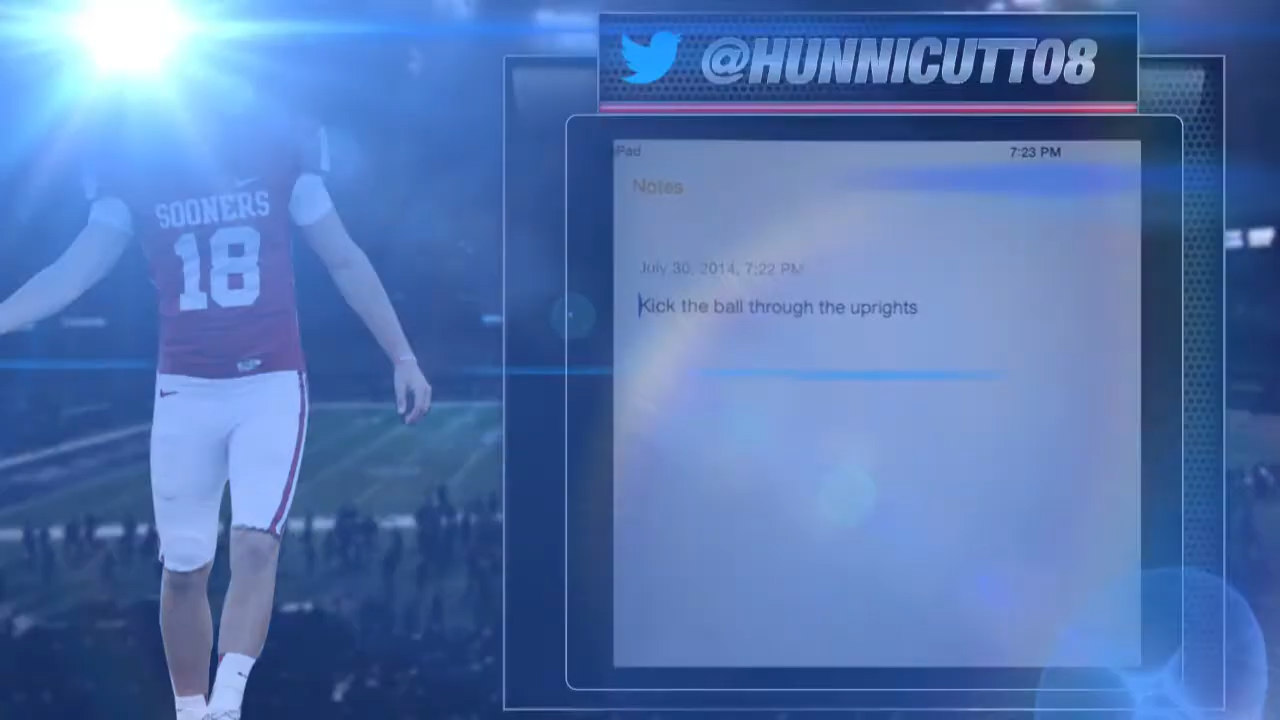 @HUNNICUTT08
iPad
7:23 PM
Notes
July 30, 2014, 7:22 PM
Kick the ball through the uprights
SOONERS
18